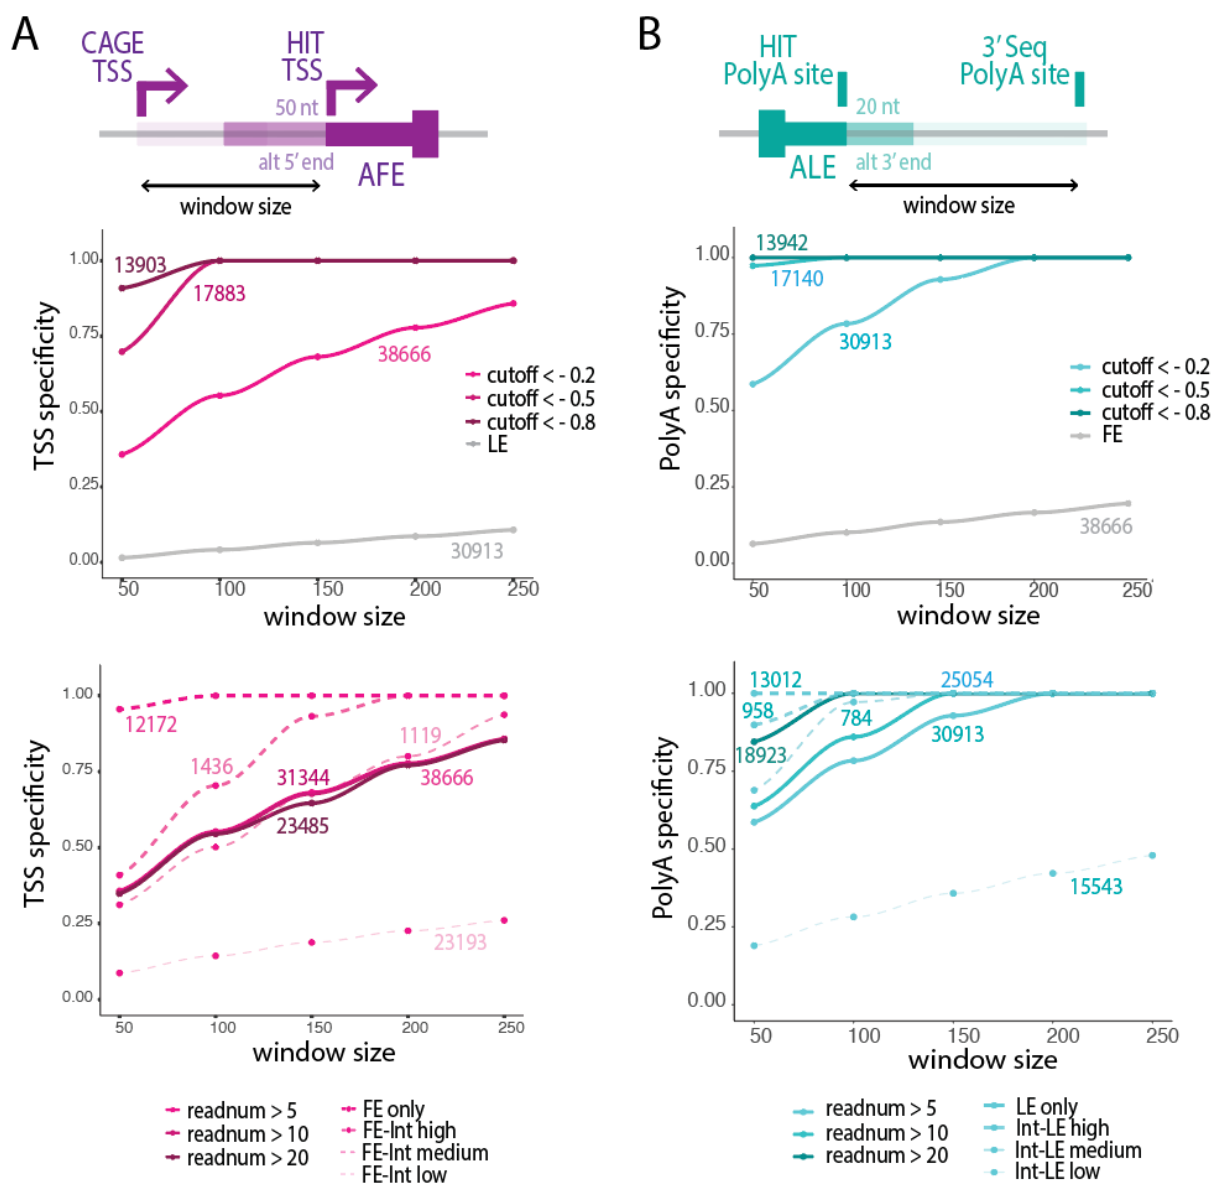 A
CAGE
TSS
HIT
TSS
50 nt
alt 5' end
AFE
window size
1.00
0.75
0.50
0.25
0.00
TSS specificity
13903
17883
38666
30913
cutoff < - 0.2
cutoff < - 0.5
cutoff < - 0.8
LE
50
100
150
200
250
window size
1.00
0.75
0.50
0.25
0.00
TSS specificity
12172
1436
31344
23485
1119
38666
23193
50
100
150
200
250
window size
readnum > 5
readnum > 10
readnum > 20
FE only
FE-Int high
FE-Int medium
FE-Int low
B
HIT
PolyA site
3' Seq
PolyA site
20 nt
alt 3' end
ALE
window size
1.00
0.75
0.50
0.25
0.00
PolyA specificity
13942
17140
30913
38666
cutoff < - 0.2
cutoff < - 0.5
cutoff < - 0.8
FE
50
100
150
200
250
window size
1.00
0.75
0.50
0.25
0.00
PolyA specificity
13012
958
18923
784
25054
30913
15543
50
100
150
200
250
window size
readnum > 5
readnum > 10
readnum > 20
LE only
Int-LE high
Int-LE medium
Int-LE low